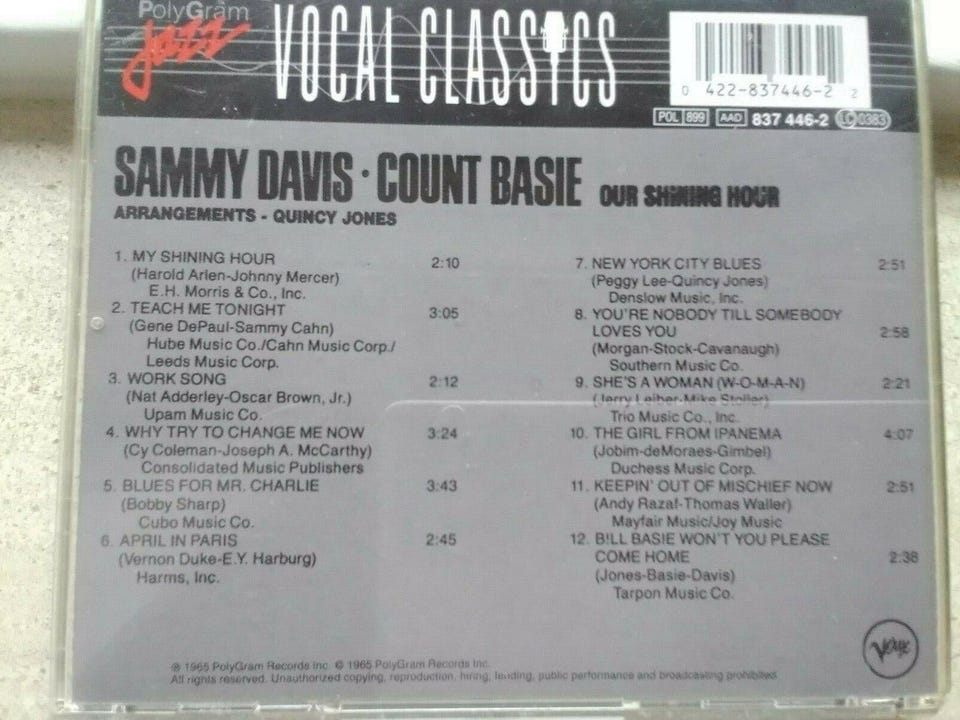 PolyGram
Jazz
VOCAL CLASSICS
0 422-837446-2 2
POL 899 AAD 837 446-2 LC 0383
SAMMY DAVIS · COUNT BASIE OUR SHINING HOUR
ARRANGEMENTS - QUINCY JONES
1. MY SHINING HOUR 2:10
(Harold Arlen-Johnny Mercer)
E.H. Morris & Co., Inc.
2. TEACH ME TONIGHT 3:05
(Gene DePaul-Sammy Cahn)
Hube Music Co./Cahn Music Corp./
Leeds Music Corp.
3. WORK SONG 2:12
(Nat Adderley-Oscar Brown, Jr.)
Upam Music Co.
4. WHY TRY TO CHANGE ME NOW 3:24
(Cy Coleman-Joseph A. McCarthy)
Consolidated Music Publishers
5. BLUES FOR MR. CHARLIE 3:43
(Bobby Sharp)
Cubo Music Co.
6. APRIL IN PARIS 2:45
(Vernon Duke-E.Y. Harburg)
Harms, Inc.
7. NEW YORK CITY BLUES 2:51
(Peggy Lee-Quincy Jones)
Denslow Music, Inc.
8. YOU'RE NOBODY TILL SOMEBODY
LOVES YOU 2:58
(Morgan-Stock-Cavanaugh)
Southern Music Co.
9. SHE'S A WOMAN (W-O-M-A-N) 2:21
(Jerry Leiber-Mike Stoller)
Trio Music Co., Inc.
10. THE GIRL FROM IPANEMA 4:07
(Jobim-deMoraes-Gimbel)
Duchess Music Corp.
11. KEEPIN' OUT OF MISCHIEF NOW 2:51
(Andy Razaf-Thomas Waller)
Mayfair Music/Joy Music
12. BILL BASIE WON'T YOU PLEASE
COME HOME 2:38
(Jones-Basie-Davis)
Tarpon Music Co.
Verve
℗ 1965 PolyGram Records Inc. © 1965 PolyGram Records Inc.
All rights reserved. Unauthorized copying, reproduction, hiring, lending, public performance and broadcasting prohibited